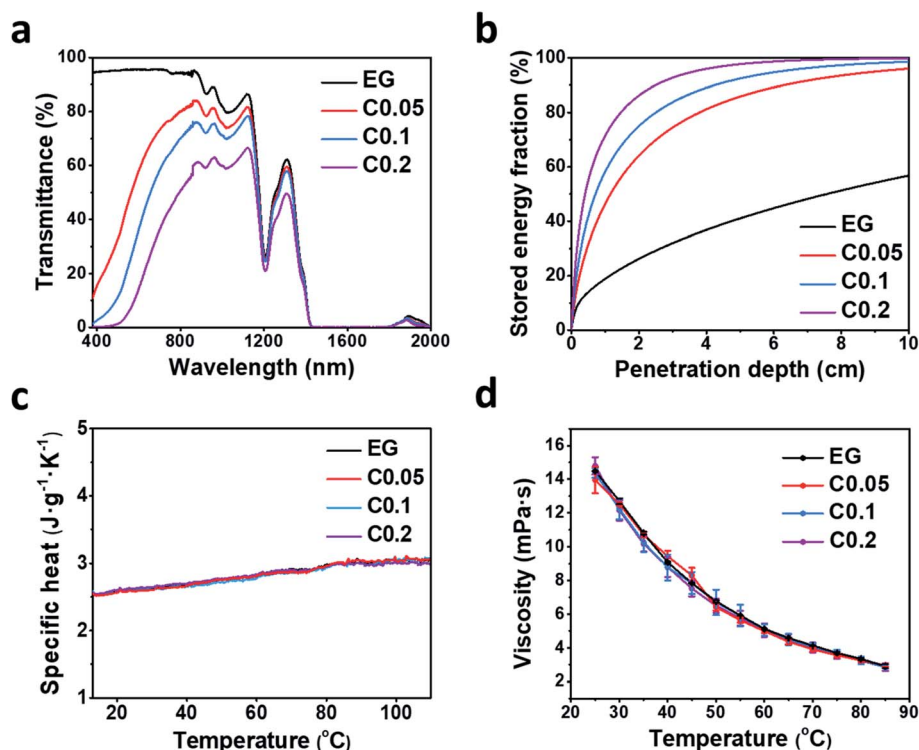 a
Transmittance (%)
100
80
60
40
20
0
400
800
1200
1600
2000
Wavelength (nm)
EG
C0.05
C0.1
C0.2
b
Stored energy fraction (%)
100
80
60
40
20
0
0
2
4
6
8
10
Penetration depth (cm)
EG
C0.05
C0.1
C0.2
c
Specific heat (J·g⁻¹·K⁻¹)
5
4
3
2
1
20
40
60
80
100
Temperature (°C)
EG
C0.05
C0.1
C0.2
d
Viscosity (mPa·s)
16
14
12
10
8
6
4
2
20
30
40
50
60
70
80
90
Temperature (°C)
EG
C0.05
C0.1
C0.2